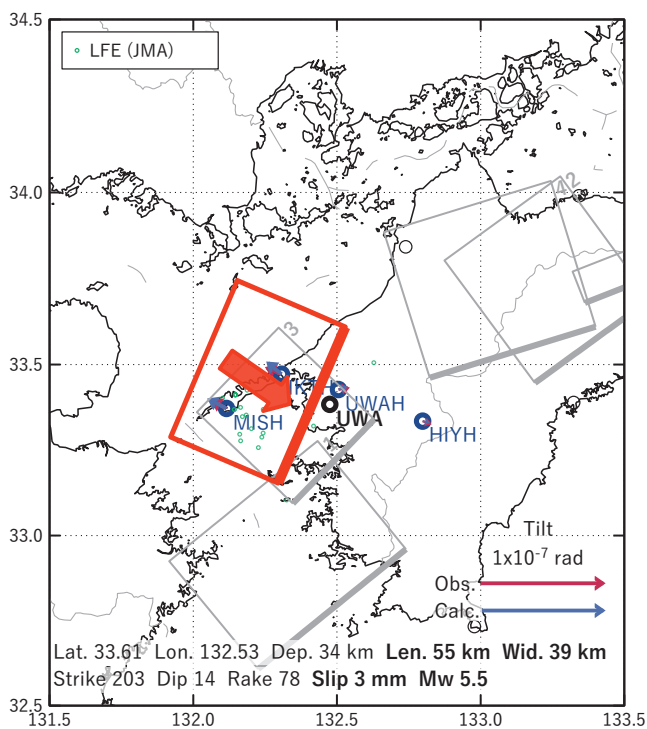 34.5
LFE (JMA)
34.0
42
33.5
3
UWAH
MJSH
UWA
HIYH
33.0
Tilt
1x10-7 rad
Obs.
Calc.
Lat. 33.61 Lon. 132.53 Dep. 34 km Len. 55 km Wid. 39 km
Strike 203 Dip 14 Rake 78 Slip 3 mm Mw 5.5
32.5
131.5 132.0 132.5 133.0 133.5